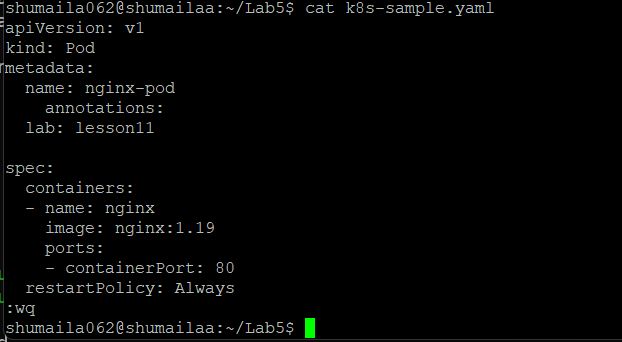 shumaila062@shumailaa:~/Lab5$ cat k8s-sample.yaml
apiVersion: v1
kind: Pod
metadata:
  name: nginx-pod
    annotations:
  lab: lesson11

spec:
  containers:
  - name: nginx
    image: nginx:1.19
    ports:
    - containerPort: 80
  restartPolicy: Always
:wq
shumaila062@shumailaa:~/Lab5$